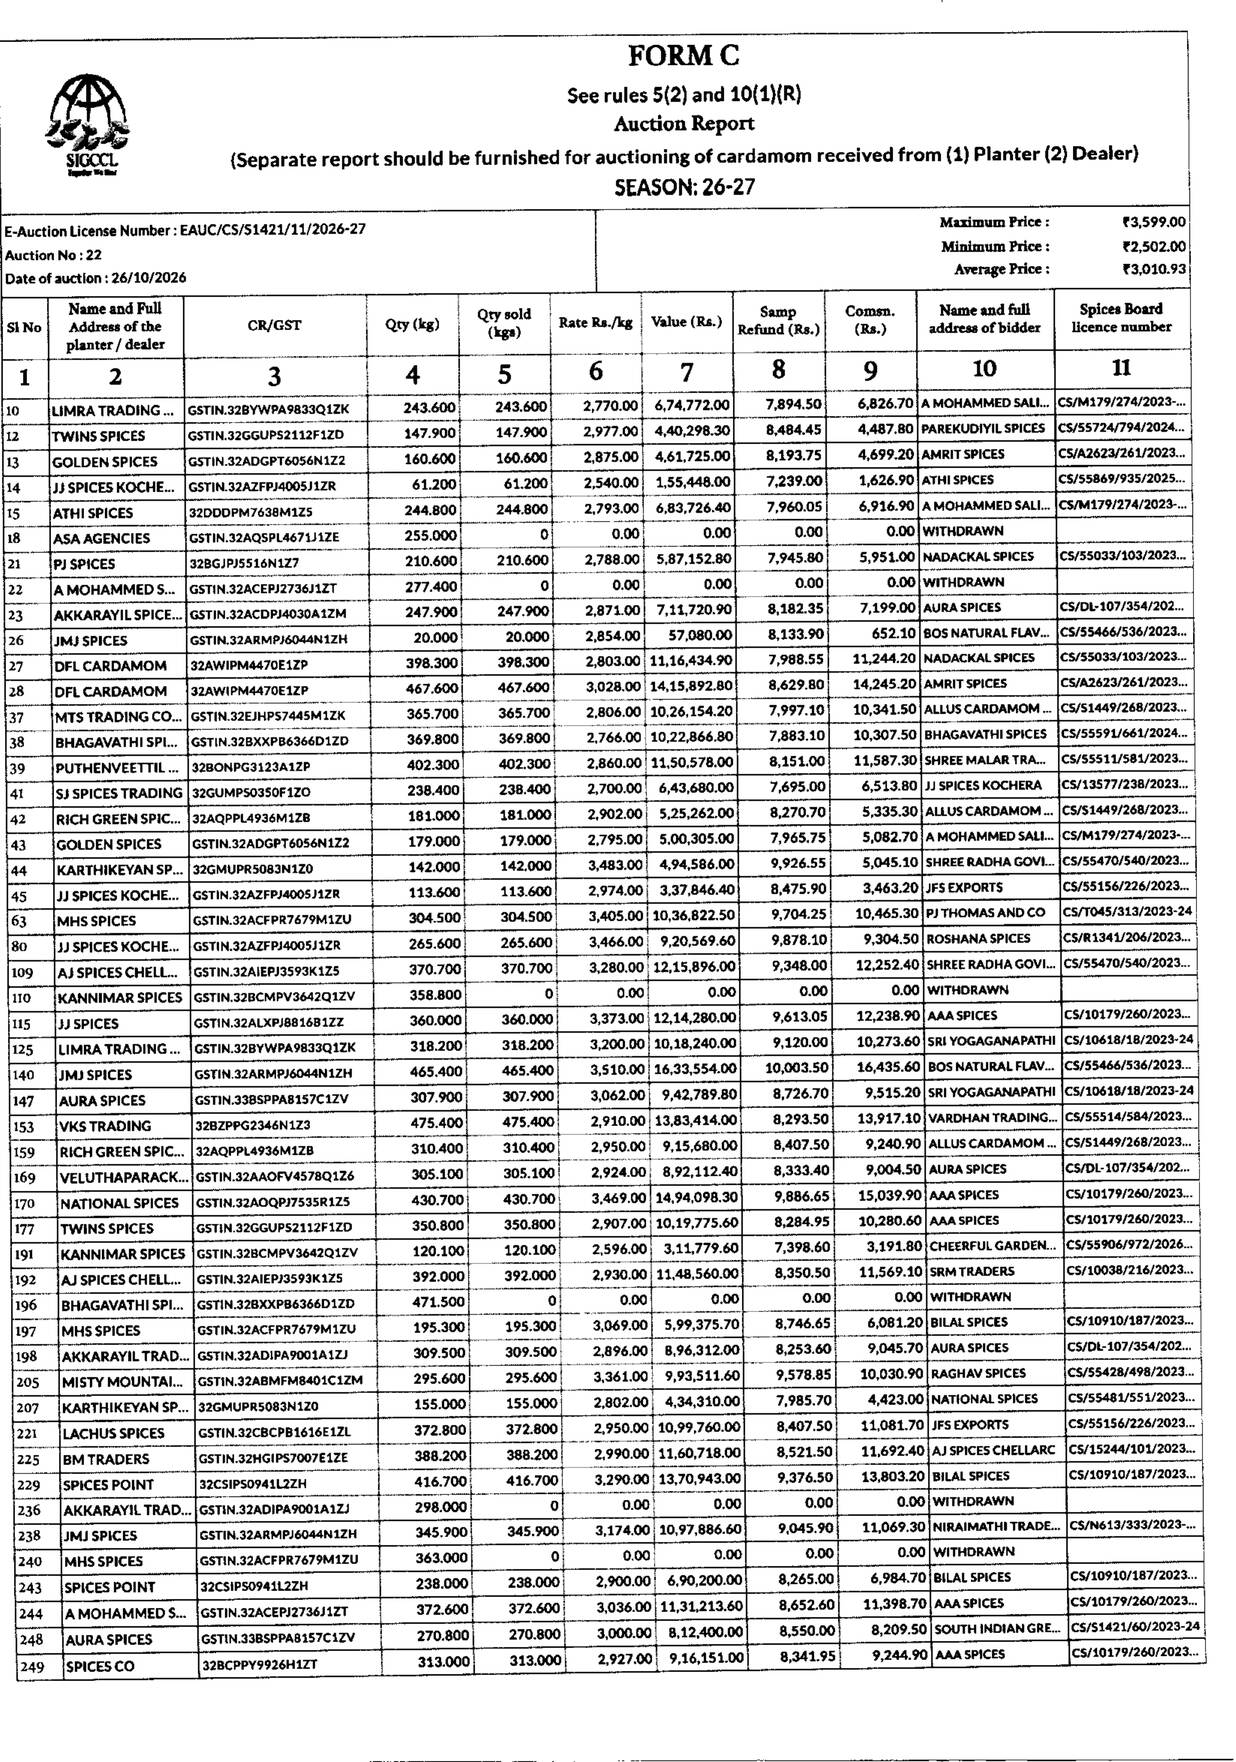 FORM C
See rules 5(2) and 10(1)(R)
Auction Report
(Separate report should be furnished for auctioning of cardamom received from (1) Planter (2) Dealer)
SEASON: 26-27
SIGCCL
E-Auction License Number : EAUC/CS/S1421/11/2026-27
Auction No : 22
Date of auction : 26/10/2026
Maximum Price : ₹3,599.00
Minimum Price : ₹2,502.00
Average Price : ₹3,010.93
Sl No | Name and Full Address of the planter / dealer | CR/GST | Qty (kg) | Qty sold (kgs) | Rate Rs./kg | Value (Rs.) | Samp Refund (Rs.) | Comsn. (Rs.) | Name and full address of bidder | Spices Board licence number
1 2 3 4 5 6 7 8 9 10 11
10 LIMRA TRADING ... GSTIN.32BYWPA9833Q1ZK 243.600 243.600 2,770.00 6,74,772.00 7,894.50 6,826.70 A MOHAMMED SALI... CS/M179/274/2023-...
12 TWINS SPICES GSTIN.32GGUPS2112F1ZD 147.900 147.900 2,977.00 4,40,298.30 8,484.45 4,487.80 PAREKUDIYIL SPICES CS/55724/794/2024...
13 GOLDEN SPICES GSTIN.32ADGPT6056N1Z2 160.600 160.600 2,875.00 4,61,725.00 8,193.75 4,699.20 AMRIT SPICES CS/A2623/261/2023...
14 JJ SPICES KOCHE... GSTIN.32AZFPJ4005J1ZR 61.200 61.200 2,540.00 1,55,448.00 7,239.00 1,626.90 ATHI SPICES CS/55869/935/2025...
15 ATHI SPICES 32DDDPM7638M1Z5 244.800 244.800 2,793.00 6,83,726.40 7,960.05 6,916.90 A MOHAMMED SALI... CS/M179/274/2023-...
18 ASA AGENCIES GSTIN.32AQSPL4671J1ZE 255.000 0 0.00 0.00 0.00 0.00 WITHDRAWN
21 PJ SPICES 32BGJPJ5516N1Z7 210.600 210.600 2,788.00 5,87,152.80 7,945.80 5,951.00 NADACKAL SPICES CS/55033/103/2023...
22 A MOHAMMED S... GSTIN.32ACEPJ2736J1ZT 277.400 0 0.00 0.00 0.00 0.00 WITHDRAWN
23 AKKARAYIL SPICE... GSTIN.32ACDPJ4030A1ZM 247.900 247.900 2,871.00 7,11,720.90 8,182.35 7,199.00 AURA SPICES CS/DL-107/354/202...
26 JMJ SPICES GSTIN.32ARMPJ6044N1ZH 20.000 20.000 2,854.00 57,080.00 8,133.90 652.10 BOS NATURAL FLAV... CS/55466/536/2023...
27 DFL CARDAMOM 32AWIPM4470E1ZP 398.300 398.300 2,803.00 11,16,434.90 7,988.55 11,244.20 NADACKAL SPICES CS/55033/103/2023...
28 DFL CARDAMOM 32AWIPM4470E1ZP 467.600 467.600 3,028.00 14,15,892.80 8,629.80 14,245.20 AMRIT SPICES CS/A2623/261/2023...
37 MTS TRADING CO... GSTIN.32EJHPS7445M1ZK 365.700 365.700 2,806.00 10,26,154.20 7,997.10 10,341.50 ALLUS CARDAMOM ... CS/S1449/268/2023...
38 BHAGAVATHI SPI... GSTIN.32BXXPB6366D1ZD 369.800 369.800 2,766.00 10,22,866.80 7,883.10 10,307.50 BHAGAVATHI SPICES CS/55591/661/2024...
39 PUTHENVEETTIL ... 32BONPG3123A1ZP 402.300 402.300 2,860.00 11,50,578.00 8,151.00 11,587.30 SHREE MALAR TRA... CS/55511/581/2023...
41 SJ SPICES TRADING 32GUMPS0350F1ZO 238.400 238.400 2,700.00 6,43,680.00 7,695.00 6,513.80 JJ SPICES KOCHERA CS/13577/238/2023...
42 RICH GREEN SPIC... 32AQPPL4936M1ZB 181.000 181.000 2,902.00 5,25,262.00 8,270.70 5,335.30 ALLUS CARDAMOM ... CS/S1449/268/2023...
43 GOLDEN SPICES GSTIN.32ADGPT6056N1Z2 179.000 179.000 2,795.00 5,00,305.00 7,965.75 5,082.70 A MOHAMMED SALI... CS/M179/274/2023-...
44 KARTHIKEYAN SP... 32GMUPR5083N1Z0 142.000 142.000 3,483.00 4,94,586.00 9,926.55 5,045.10 SHREE RADHA GOVI... CS/55470/540/2023...
45 JJ SPICES KOCHE... GSTIN.32AZFPJ4005J1ZR 113.600 113.600 2,974.00 3,37,846.40 8,475.90 3,463.20 JFS EXPORTS CS/55156/226/2023...
63 MHS SPICES GSTIN.32ACFPR7679M1ZU 304.500 304.500 3,405.00 10,36,822.50 9,704.25 10,465.30 PJ THOMAS AND CO CS/T045/313/2023-24
80 JJ SPICES KOCHE... GSTIN.32AZFPJ4005J1ZR 265.600 265.600 3,466.00 9,20,569.60 9,878.10 9,304.50 ROSHANA SPICES CS/R1341/206/2023...
109 AJ SPICES CHELL... GSTIN.32AIEPJ3593K1Z5 370.700 370.700 3,280.00 12,15,896.00 9,348.00 12,252.40 SHREE RADHA GOVI... CS/55470/540/2023...
110 KANNIMAR SPICES GSTIN.32BCMPV3642Q1ZV 358.800 0 0.00 0.00 0.00 0.00 WITHDRAWN
115 JJ SPICES GSTIN.32ALXPJ8816B1ZZ 360.000 360.000 3,373.00 12,14,280.00 9,613.05 12,238.90 AAA SPICES CS/10179/260/2023...
125 LIMRA TRADING ... GSTIN.32BYWPA9833Q1ZK 318.200 318.200 3,200.00 10,18,240.00 9,120.00 10,273.60 SRI YOGAGANAPATHI CS/10618/18/2023-24
140 JMJ SPICES GSTIN.32ARMPJ6044N1ZH 465.400 465.400 3,510.00 16,33,554.00 10,003.50 16,435.60 BOS NATURAL FLAV... CS/55466/536/2023...
147 AURA SPICES GSTIN.33BSPPA8157C1ZV 307.900 307.900 3,062.00 9,42,789.80 8,726.70 9,515.20 SRI YOGAGANAPATHI CS/10618/18/2023-24
153 VKS TRADING 32BZPPG2346N1Z3 475.400 475.400 2,910.00 13,83,414.00 8,293.50 13,917.10 VARDHAN TRADING... CS/55514/584/2023...
159 RICH GREEN SPIC... 32AQPPL4936M1ZB 310.400 310.400 2,950.00 9,15,680.00 8,407.50 9,240.90 ALLUS CARDAMOM ... CS/S1449/268/2023...
169 VELUTHAPARACK... GSTIN.32AAOFV4578Q1Z6 305.100 305.100 2,924.00 8,92,112.40 8,333.40 9,004.50 AURA SPICES CS/DL-107/354/202...
170 NATIONAL SPICES GSTIN.32AOQPJ7535R1Z5 430.700 430.700 3,469.00 14,94,098.30 9,886.65 15,039.90 AAA SPICES CS/10179/260/2023...
177 TWINS SPICES GSTIN.32GGUPS2112F1ZD 350.800 350.800 2,907.00 10,19,775.60 8,284.95 10,280.60 AAA SPICES CS/10179/260/2023...
191 KANNIMAR SPICES GSTIN.32BCMPV3642Q1ZV 120.100 120.100 2,596.00 3,11,779.60 7,398.60 3,191.80 CHEERFUL GARDEN... CS/55906/972/2026...
192 AJ SPICES CHELL... GSTIN.32AIEPJ3593K1Z5 392.000 392.000 2,930.00 11,48,560.00 8,350.50 11,569.10 SRM TRADERS CS/10038/216/2023...
196 BHAGAVATHI SPI... GSTIN.32BXXPB6366D1ZD 471.500 0 0.00 0.00 0.00 0.00 WITHDRAWN
197 MHS SPICES GSTIN.32ACFPR7679M1ZU 195.300 195.300 3,069.00 5,99,375.70 8,746.65 6,081.20 BILAL SPICES CS/10910/187/2023...
198 AKKARAYIL TRAD... GSTIN.32ADIPA9001A1ZJ 309.500 309.500 2,896.00 8,96,312.00 8,253.60 9,045.70 AURA SPICES CS/DL-107/354/202...
205 MISTY MOUNTAI... GSTIN.32ABMFM8401C1ZM 295.600 295.600 3,361.00 9,93,511.60 9,578.85 10,030.90 RAGHAV SPICES CS/55428/498/2023...
207 KARTHIKEYAN SP... 32GMUPR5083N1Z0 155.000 155.000 2,802.00 4,34,310.00 7,985.70 4,423.00 NATIONAL SPICES CS/55481/551/2023...
221 LACHUS SPICES GSTIN.32CBCPB1616E1ZL 372.800 372.800 2,950.00 10,99,760.00 8,407.50 11,081.70 JFS EXPORTS CS/55156/226/2023...
225 BM TRADERS GSTIN.32HGIPS7007E1ZE 388.200 388.200 2,990.00 11,60,718.00 8,521.50 11,692.40 AJ SPICES CHELLARC CS/15244/101/2023...
229 SPICES POINT 32CSIPS0941L2ZH 416.700 416.700 3,290.00 13,70,943.00 9,376.50 13,803.20 BILAL SPICES CS/10910/187/2023...
236 AKKARAYIL TRAD... GSTIN.32ADIPA9001A1ZJ 298.000 0 0.00 0.00 0.00 0.00 WITHDRAWN
238 JMJ SPICES GSTIN.32ARMPJ6044N1ZH 345.900 345.900 3,174.00 10,97,886.60 9,045.90 11,069.30 NIRAIMATHI TRADE... CS/N613/333/2023-...
240 MHS SPICES GSTIN.32ACFPR7679M1ZU 363.000 0 0.00 0.00 0.00 0.00 WITHDRAWN
243 SPICES POINT 32CSIPS0941L2ZH 238.000 238.000 2,900.00 6,90,200.00 8,265.00 6,984.70 BILAL SPICES CS/10910/187/2023...
244 A MOHAMMED S... GSTIN.32ACEPJ2736J1ZT 372.600 372.600 3,036.00 11,31,213.60 8,652.60 11,398.70 AAA SPICES CS/10179/260/2023...
248 AURA SPICES GSTIN.33BSPPA8157C1ZV 270.800 270.800 3,000.00 8,12,400.00 8,550.00 8,209.50 SOUTH INDIAN GRE... CS/S1421/60/2023-24
249 SPICES CO 32BCPPY9926H1ZT 313.000 313.000 2,927.00 9,16,151.00 8,341.95 9,244.90 AAA SPICES CS/10179/260/2023...